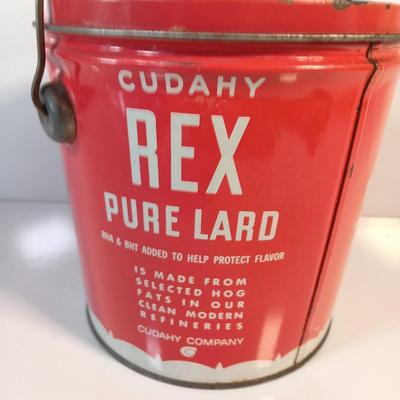 CUDAHY
REX
PURE LARD
BHA & BHT ADDED TO HELP PROTECT FLAVOR
IS MADE FROM
SELECTED HOG
FATS IN OUR
CLEAN MODERN
REFINERIES
CUDAHY COMPANY